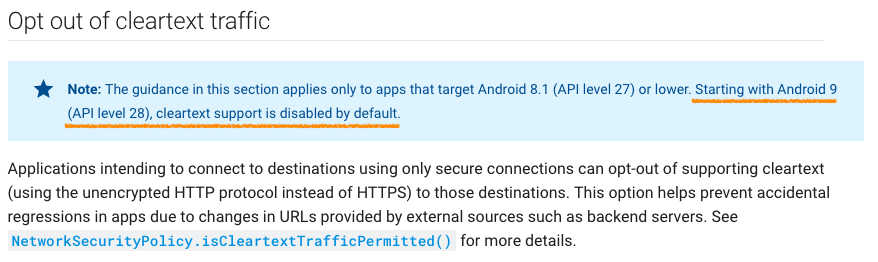 Opt out of cleartext traffic
Note: The guidance in this section applies only to apps that target Android 8.1 (API level 27) or lower. Starting with Android 9
(API level 28), cleartext support is disabled by default.
Applications intending to connect to destinations using only secure connections can opt-out of supporting cleartext
(using the unencrypted HTTP protocol instead of HTTPS) to those destinations. This option helps prevent accidental
regressions in apps due to changes in URLs provided by external sources such as backend servers. See
NetworkSecurityPolicy.isCleartextTrafficPermitted() for more details.